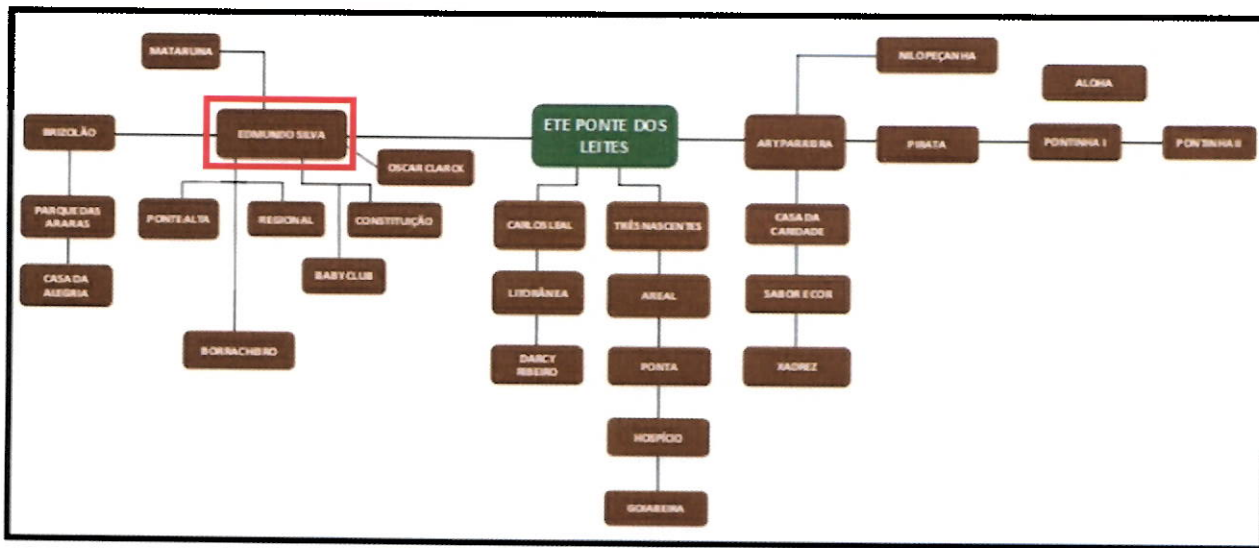 MATARUNA
NILO PEÇANHA
ALOHA
BRIZOLÃO
EDMUNDO SILVA
ETE PONTE DOS
LEITES
ARY PARREIRA
PIRATA
PONTINHA I
PONTINHA II
OSCAR CLARCK
PARQUE DAS
ARARAS
PONTE ALTA
REGIONAL
CONSTITUIÇÃO
CARLOS LEAL
TRÊS NASCENTES
CASA DA
CARIDADE
CASA DA
ALEGRIA
BABY CLUB
LITORÂNEA
AREAL
SABOR E COR
BORRACHEIRO
DARCY
RIBEIRO
PONTA
XADREZ
HOSPÍCIO
GOIABEIRA